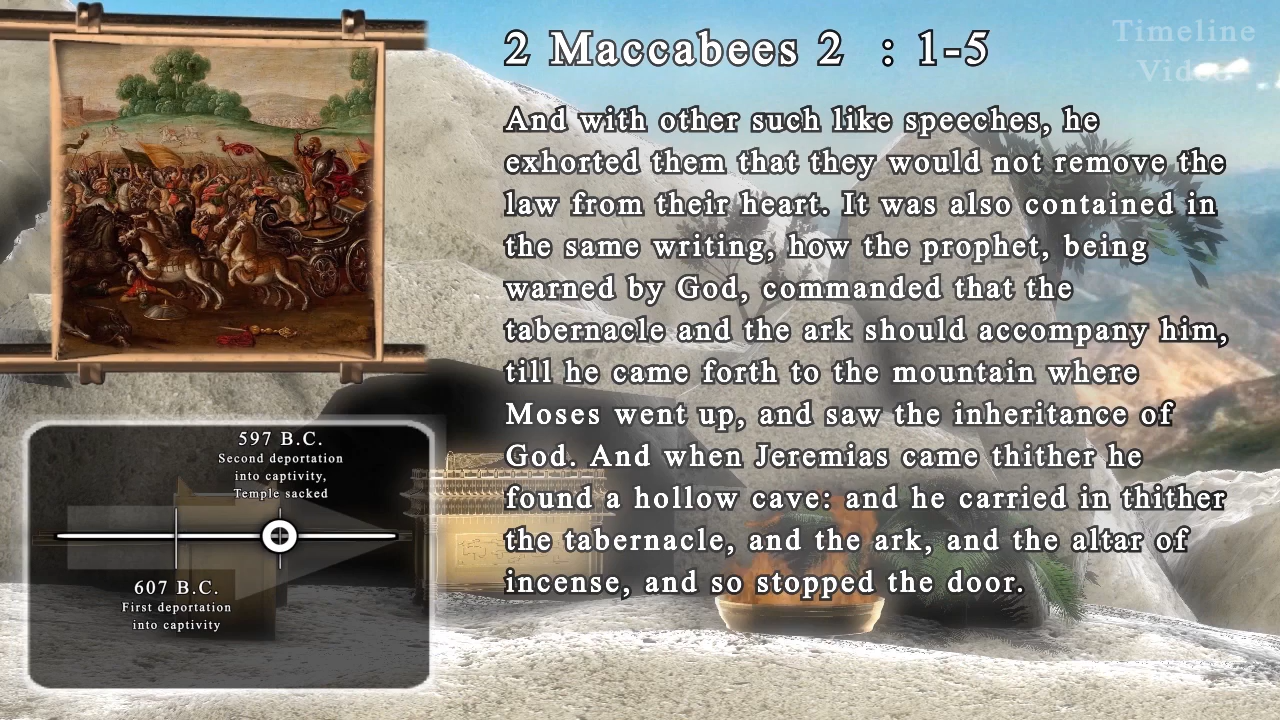 2 Maccabees 2 : 1-5
Timeline
Video
And with other such like speeches, he
exhorted them that they would not remove the
law from their heart. It was also contained in
the same writing, how the prophet, being
warned by God, commanded that the
tabernacle and the ark should accompany him,
till he came forth to the mountain where
Moses went up, and saw the inheritance of
God. And when Jeremias came thither he
found a hollow cave: and he carried in thither
the tabernacle, and the ark, and the altar of
incense, and so stopped the door.
597 B.C.
Second deportation
into captivity,
Temple sacked
607 B.C.
First deportation
into captivity